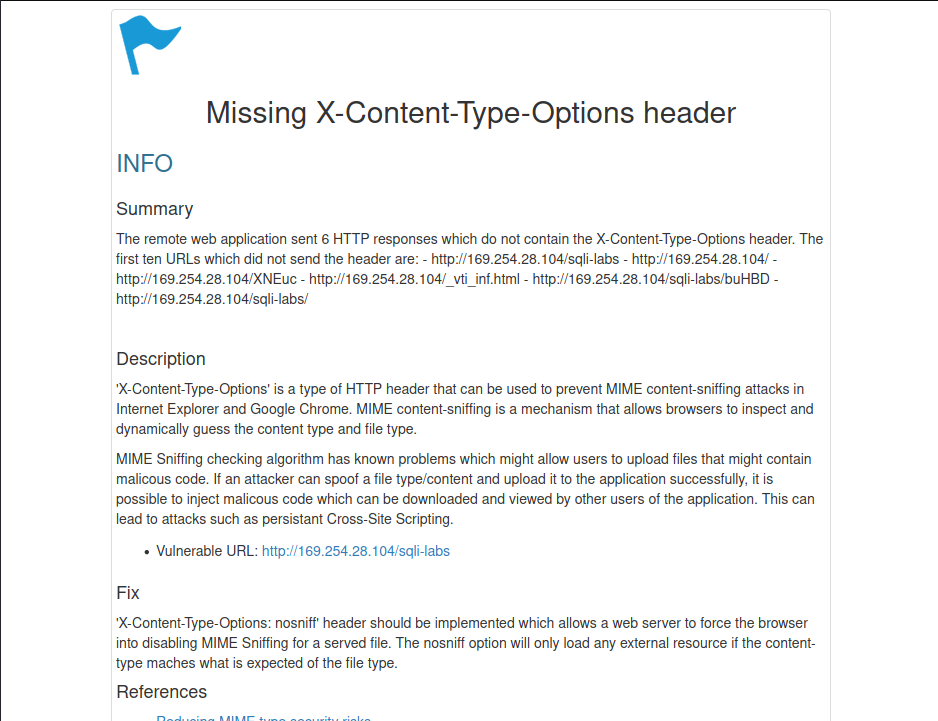 Missing X-Content-Type-Options header
INFO
Summary
The remote web application sent 6 HTTP responses which do not contain the X-Content-Type-Options header. The
first ten URLs which did not send the header are: - http://169.254.28.104/sqli-labs - http://169.254.28.104/ -
http://169.254.28.104/XNEuc - http://169.254.28.104/_vti_inf.html - http://169.254.28.104/sqli-labs/buHBD -
http://169.254.28.104/sqli-labs/
Description
'X-Content-Type-Options' is a type of HTTP header that can be used to prevent MIME content-sniffing attacks in
Internet Explorer and Google Chrome. MIME content-sniffing is a mechanism that allows browsers to inspect and
dynamically guess the content type and file type.
MIME Sniffing checking algorithm has known problems which might allow users to upload files that might contain
malicous code. If an attacker can spoof a file type/content and upload it to the application successfully, it is
possible to inject malicous code which can be downloaded and viewed by other users of the application. This can
lead to attacks such as persistant Cross-Site Scripting.
• Vulnerable URL: http://169.254.28.104/sqli-labs
Fix
'X-Content-Type-Options: nosniff' header should be implemented which allows a web server to force the browser
into disabling MIME Sniffing for a served file. The nosniff option will only load any external resource if the content-
type maches what is expected of the file type.
References
Reducing MIME type security risks